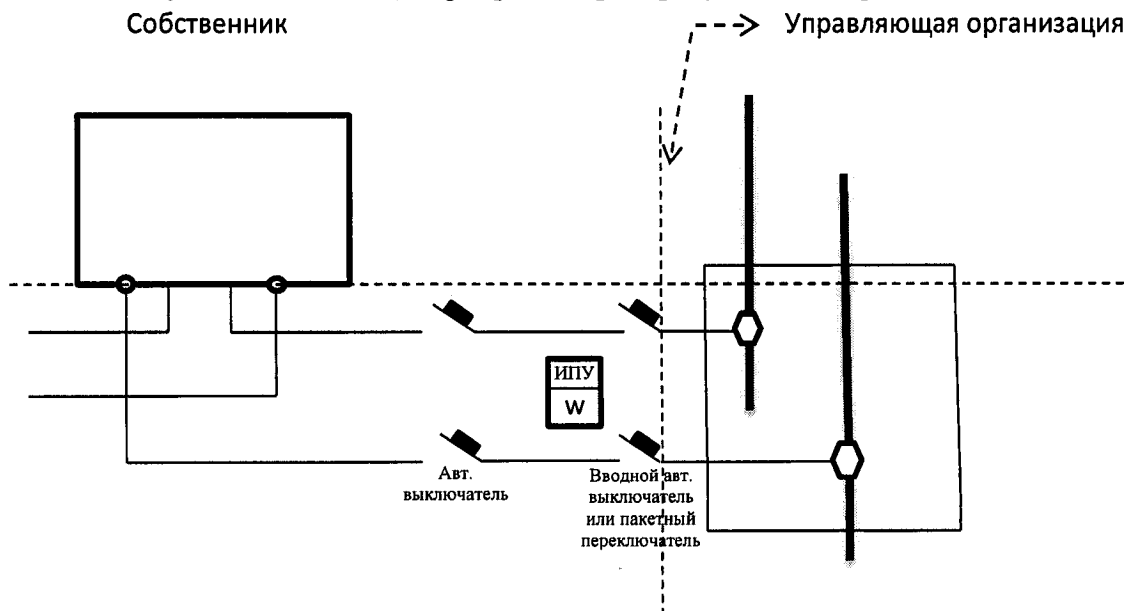 Собственник
Управляющая организация
ИПУ
W
Авт.
выключатель
Вводной авт.
выключатель
или пакетный
переключатель